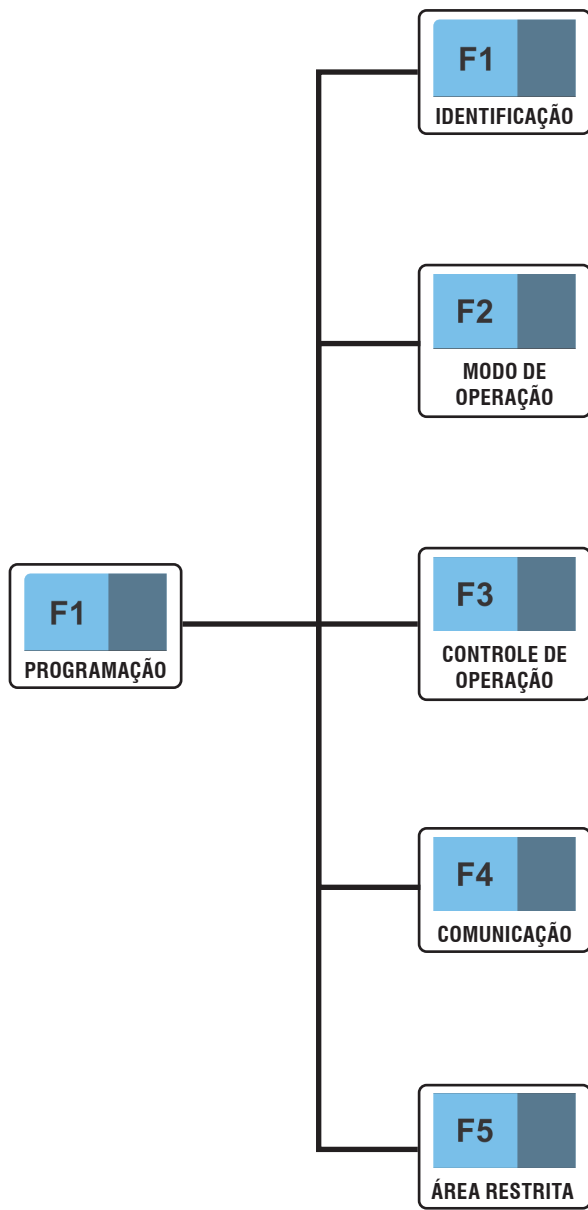 F1
IDENTIFICAÇÃO
F2
MODO DE
OPERAÇÃO
F1
PROGRAMAÇÃO
F3
CONTROLE DE
OPERAÇÃO
F4
COMUNICAÇÃO
F5
ÁREA RESTRITA